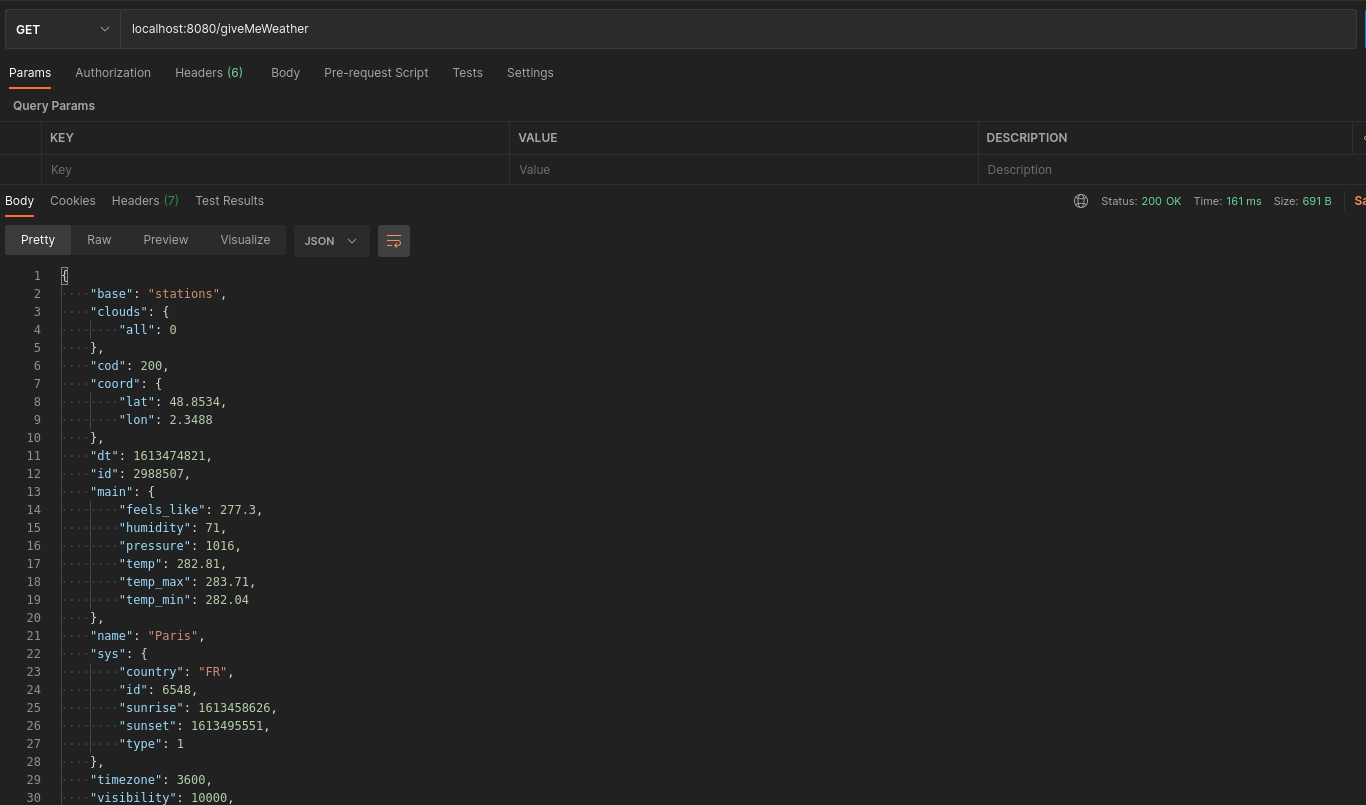 GET localhost:8080/giveMeWeather
Params Authorization Headers (6) Body Pre-request Script Tests Settings
Query Params
KEY VALUE DESCRIPTION
Key Value Description
Body Cookies Headers (7) Test Results Status: 200 OK Time: 161 ms Size: 691 B Sa
Pretty Raw Preview Visualize JSON
1 {
2 "base": "stations",
3 "clouds": {
4 "all": 0
5 },
6 "cod": 200,
7 "coord": {
8 "lat": 48.8534,
9 "lon": 2.3488
10 },
11 "dt": 1613474821,
12 "id": 2988507,
13 "main": {
14 "feels_like": 277.3,
15 "humidity": 71,
16 "pressure": 1016,
17 "temp": 282.81,
18 "temp_max": 283.71,
19 "temp_min": 282.04
20 },
21 "name": "Paris",
22 "sys": {
23 "country": "FR",
24 "id": 6548,
25 "sunrise": 1613458626,
26 "sunset": 1613495551,
27 "type": 1
28 },
29 "timezone": 3600,
30 "visibility": 10000,